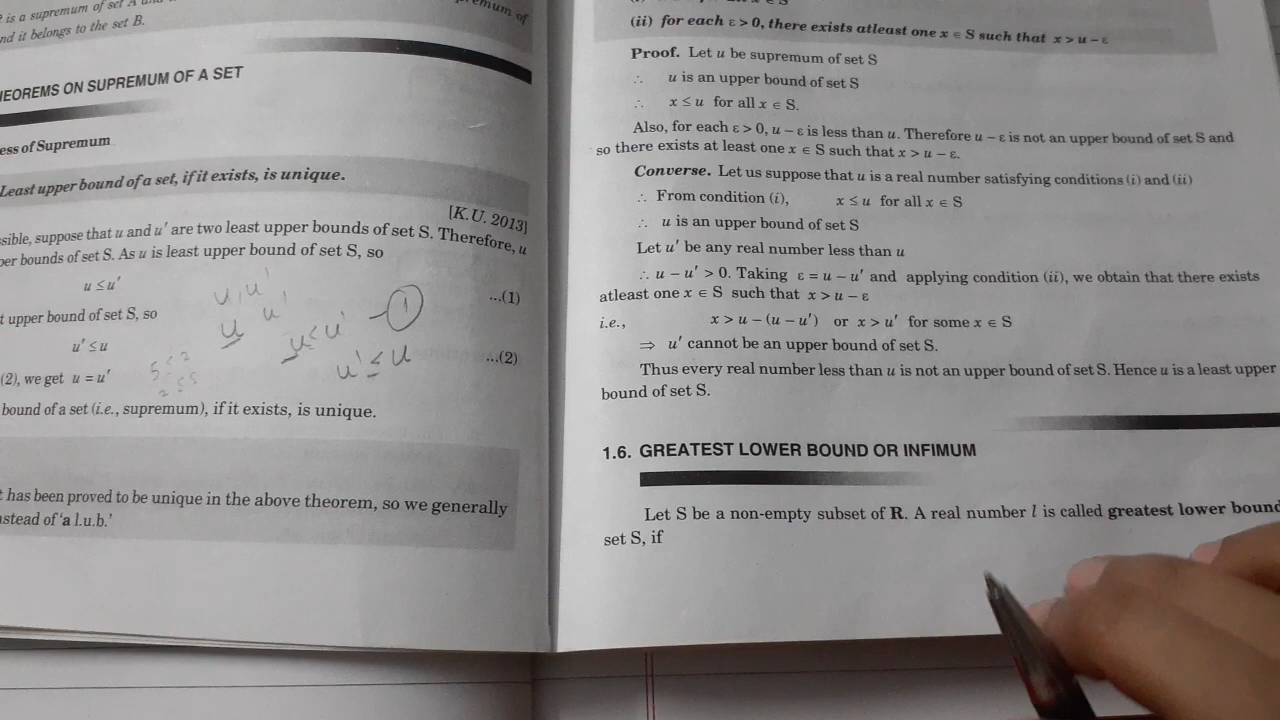 is a supremum of set A
nd it belongs to the set B.
EOREMS ON SUPREMUM OF A SET
ess of Supremum
Least upper bound of a set, if it exists, is unique.
[K.U. 2013]
sible, suppose that u and u′ are two least upper bounds of set S. Therefore, u
per bounds of set S. As u is least upper bound of set S, so
u ≤ u′ ...(1)
t upper bound of set S, so
u′ ≤ u ...(2)
(2), we get u = u′
bound of a set (i.e., supremum), if it exists, is unique.
has been proved to be unique in the above theorem, so we generally
nstead of 'a l.u.b.'
u, u′
u u′
u ≤ u′ 1
u′ ≤ u
(ii) for each ε > 0, there exists atleast one x ∈ S such that x > u − ε
Proof. Let u be supremum of set S
∴ u is an upper bound of set S
∴ x ≤ u for all x ∈ S.
Also, for each ε > 0, u − ε is less than u. Therefore u − ε is not an upper bound of set S and
so there exists at least one x ∈ S such that x > u − ε.
Converse. Let us suppose that u is a real number satisfying conditions (i) and (ii)
∴ From condition (i), x ≤ u for all x ∈ S
∴ u is an upper bound of set S
Let u′ be any real number less than u
∴ u − u′ > 0. Taking ε = u − u′ and applying condition (ii), we obtain that there exists
atleast one x ∈ S such that x > u − ε
i.e., x > u − (u − u′) or x > u′ for some x ∈ S
⇒ u′ cannot be an upper bound of set S.
Thus every real number less than u is not an upper bound of set S. Hence u is a least upper
bound of set S.
1.6. GREATEST LOWER BOUND OR INFIMUM
Let S be a non-empty subset of R. A real number l is called greatest lower bound
set S, if